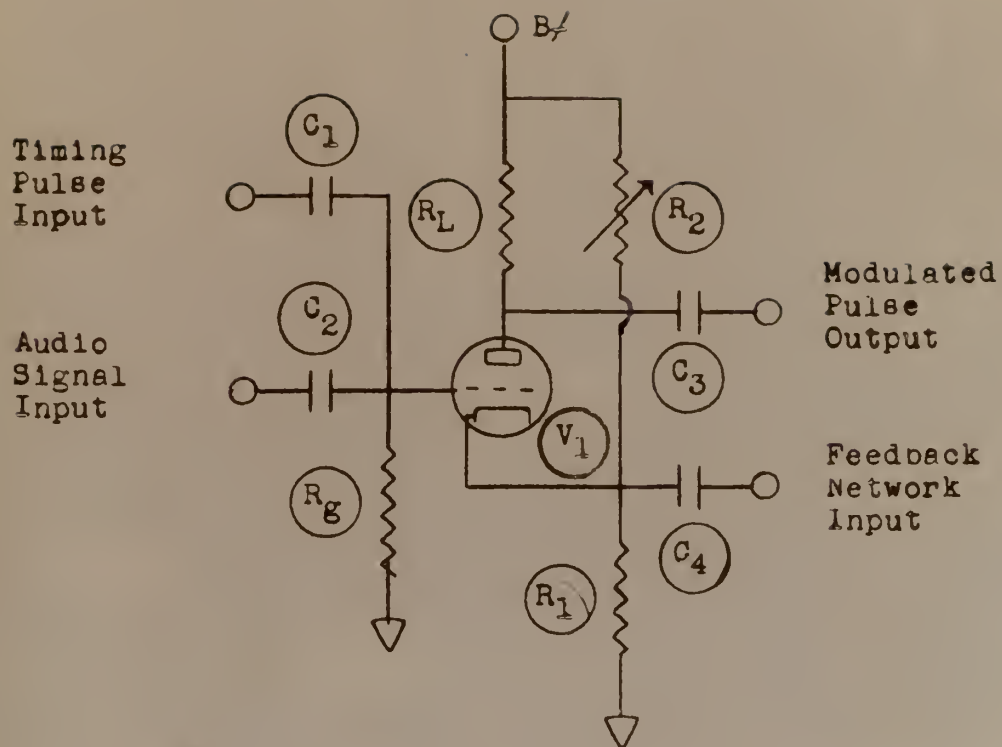 B+
C1
Timing
Pulse
Input
RL
R2
C2
Modulated
Pulse
Output
Audio
Signal
Input
C3
V1
Rg
Feedback
Network
Input
C4
R1